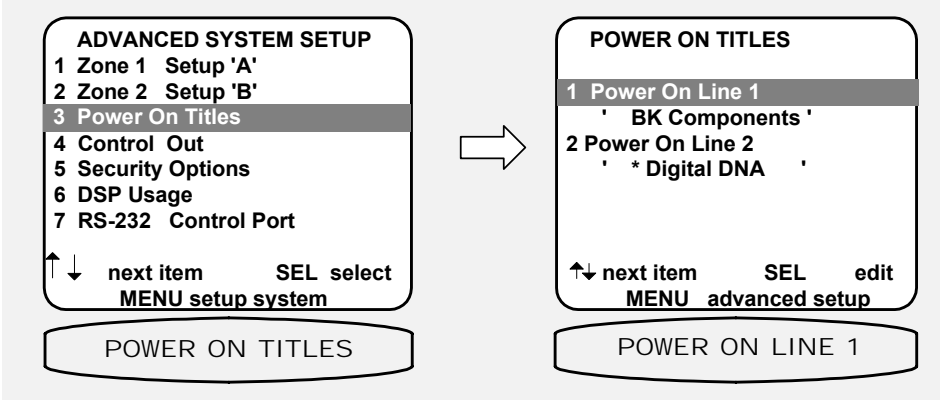 ADVANCED SYSTEM SETUP
1 Zone 1 Setup 'A'
2 Zone 2 Setup 'B'
3 Power On Titles
4 Control Out
5 Security Options
6 DSP Usage
7 RS-232 Control Port
↑↓ next item SEL select
MENU setup system
POWER ON TITLES
POWER ON TITLES
1 Power On Line 1
' BK Components '
2 Power On Line 2
' * Digital DNA '
↑↓ next item SEL edit
MENU advanced setup
POWER ON LINE 1